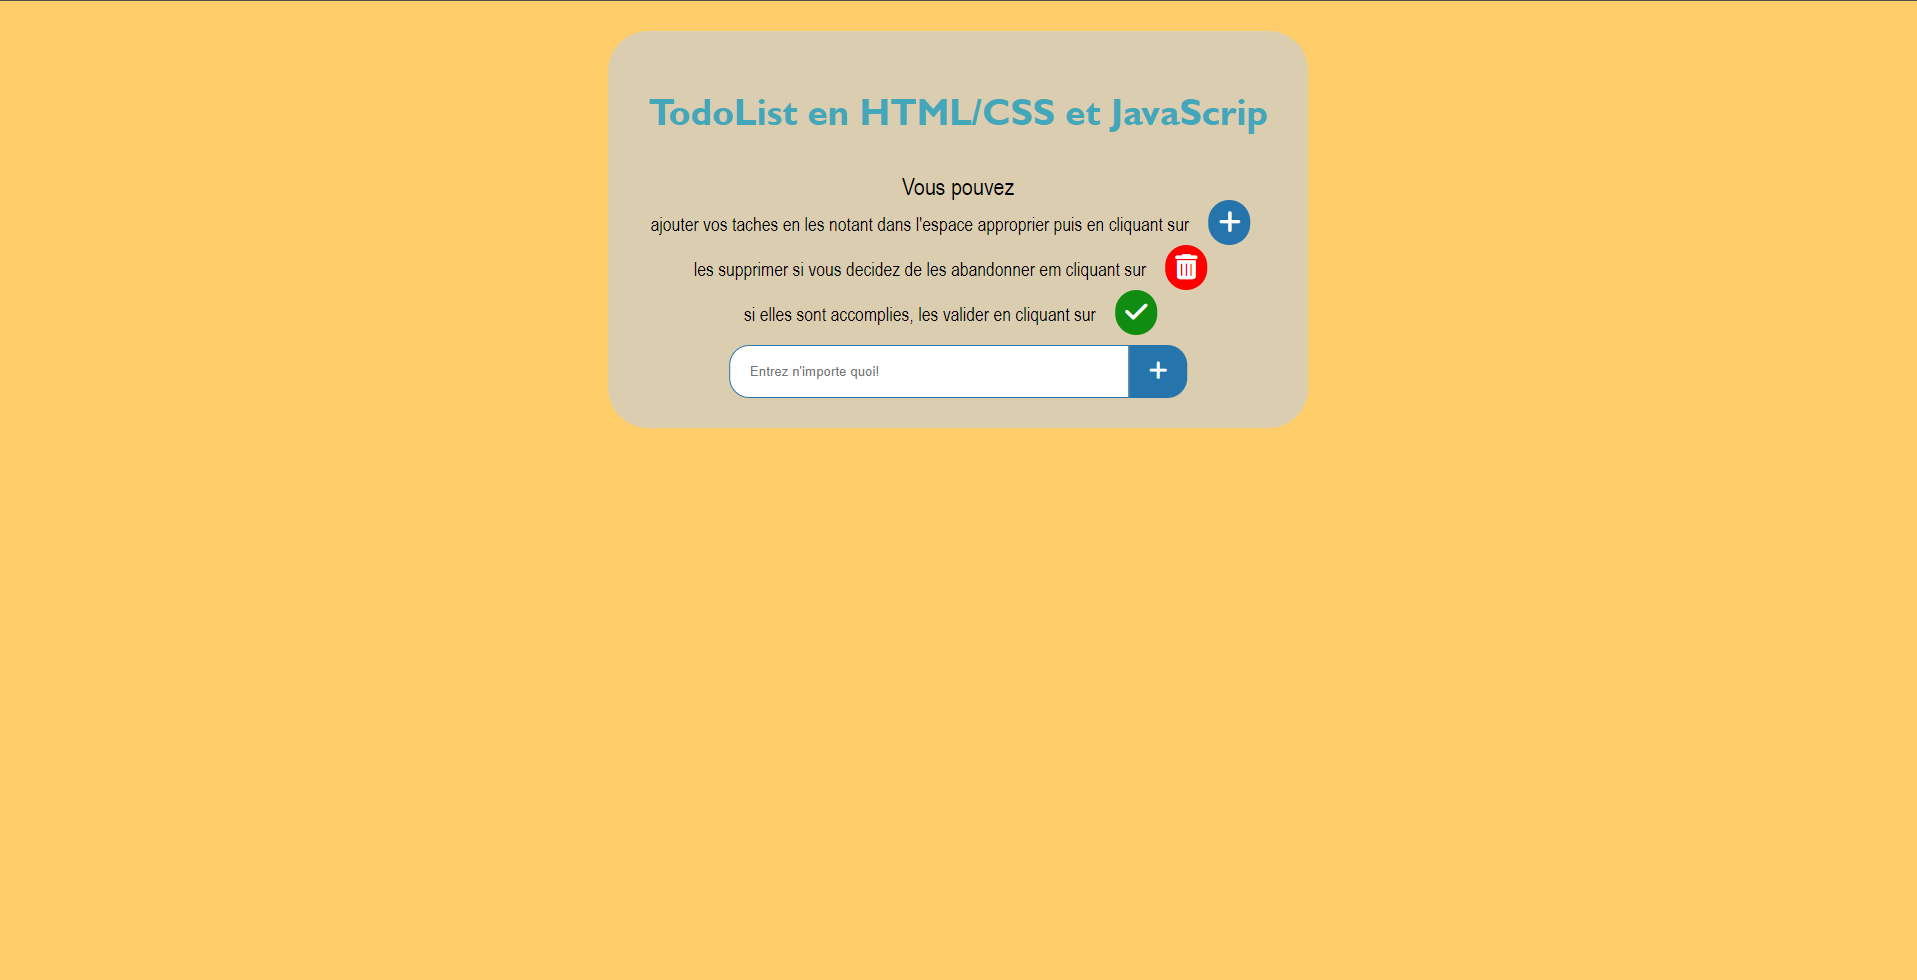 TodoList en HTML/CSS et JavaScrip
Vous pouvez
ajouter vos taches en les notant dans l'espace approprier puis en cliquant sur
les supprimer si vous decidez de les abandonner em cliquant sur
si elles sont accomplies, les valider en cliquant sur
Entrez n'importe quoi!